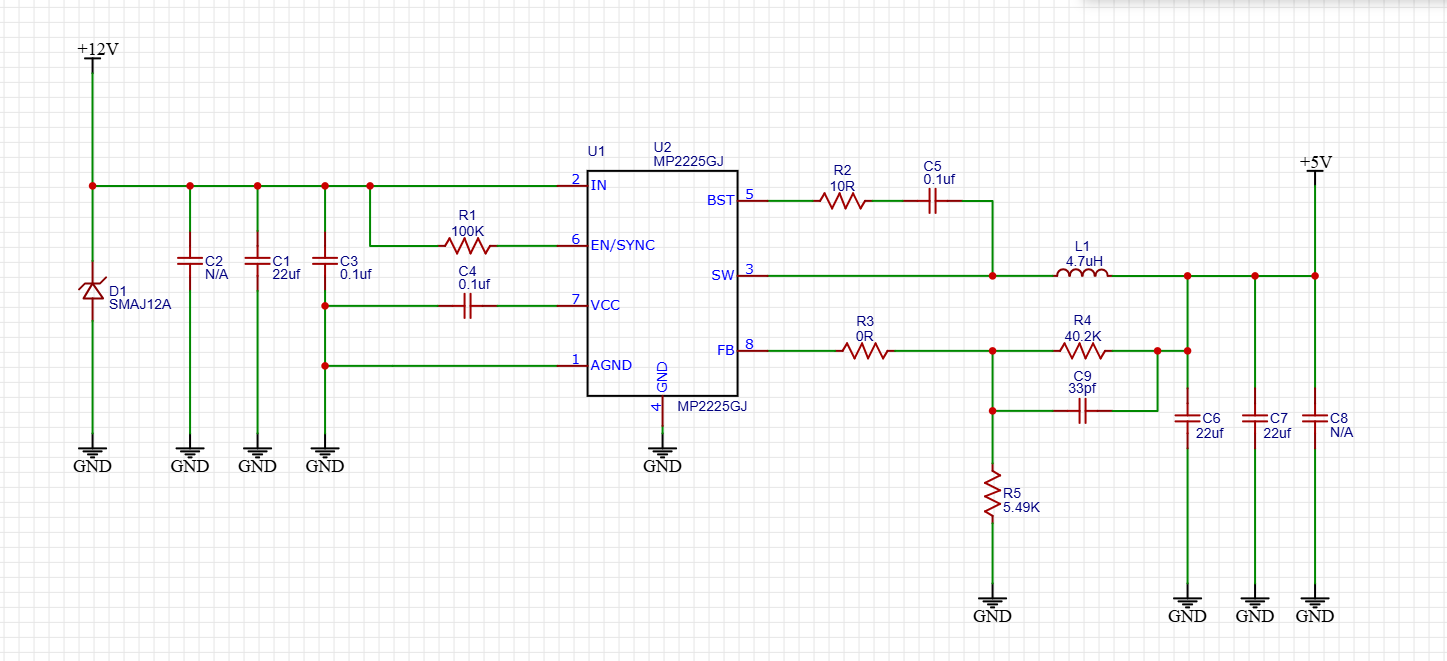 +12V
U1
U2
MP2225GJ
+5V
R2
10R
C5
0.1uf
2
IN
BST
5
R1
100K
6
EN/SYNC
L1
4.7uH
C2
N/A
C1
22uf
C3
0.1uf
SW
3
C4
0.1uf
D1
SMAJ12A
7
VCC
R3
0R
R4
40.2K
FB
8
1
AGND
GND
C9
33pf
4
MP2225GJ
C6
22uf
C7
22uf
C8
N/A
GND
GND
GND
GND
GND
R5
5.49K
GND
GND
GND
GND